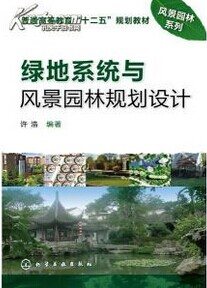 普通高等教育“十二五”规划教材
风景园林
系列
绿地系统与
风景园林规划设计
许浩 编著
化学工业出版社